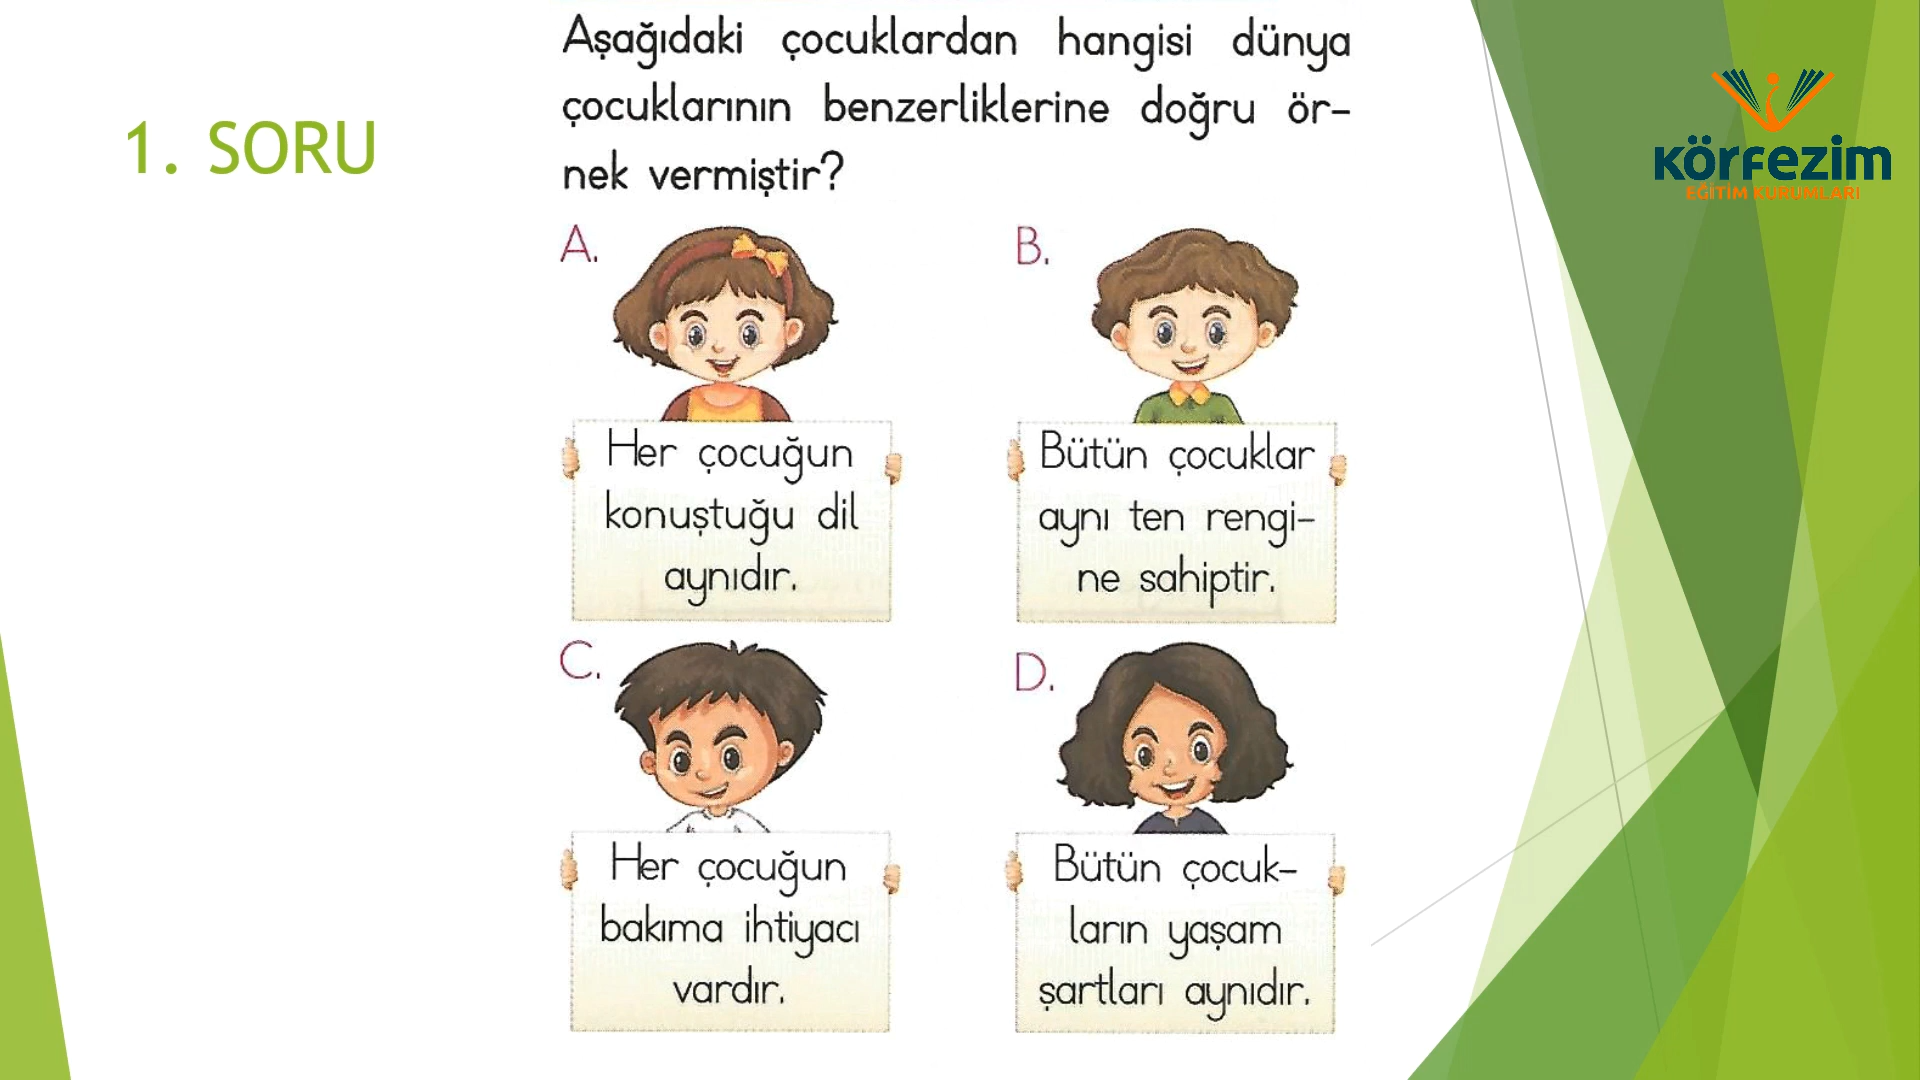 1. SORU
Aşağıdaki çocuklardan hangisi dünya
çocuklarının benzerliklerine doğru ör-
nek vermiştir?
A.
Her çocuğun
konuştuğu dil
aynıdır.
B.
Bütün çocuklar
aynı ten rengi-
ne sahiptir.
C.
Her çocuğun
bakıma ihtiyacı
vardır.
D.
Bütün çocuk-
ların yaşam
şartları aynıdır.
körfezim
EĞİTİM KURUMLARI